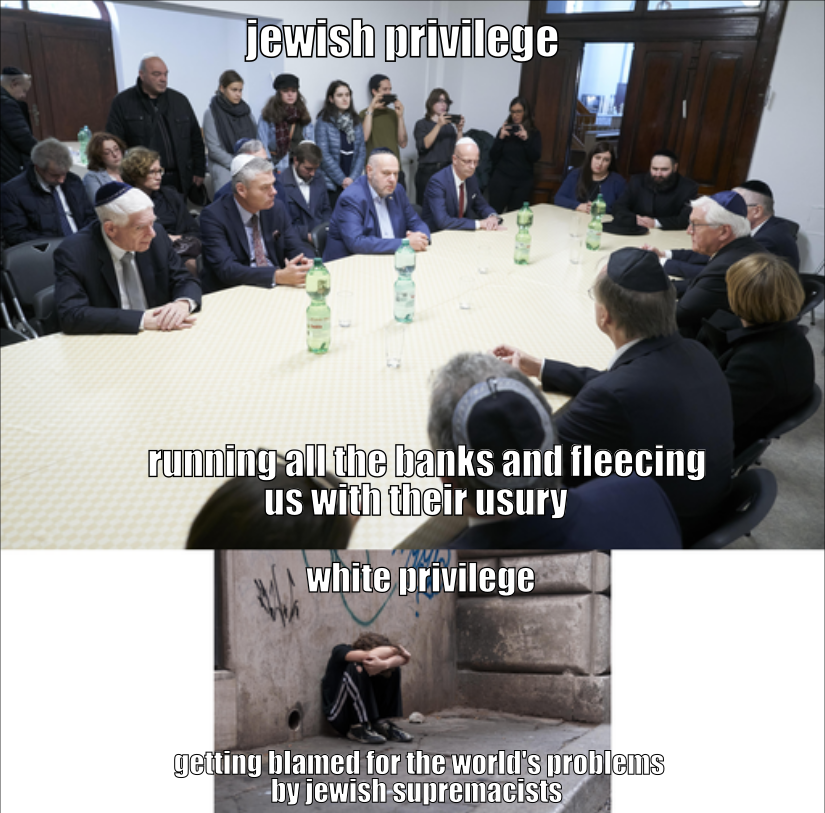 jewish privilege
running all the banks and fleecing
us with their usury
white privilege
getting blamed for the world's problems
by jewish supremacists